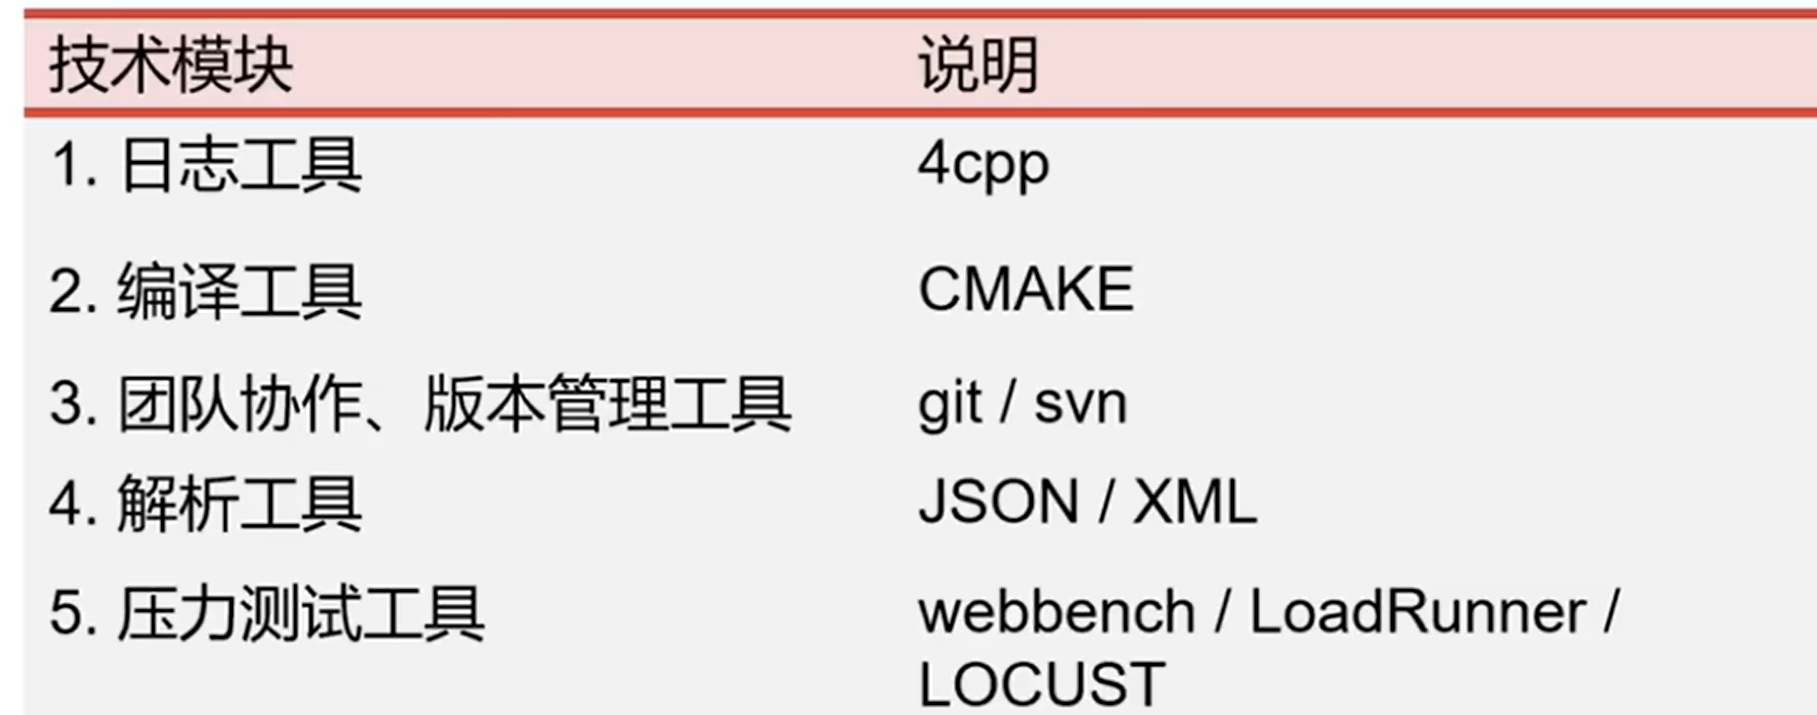 技术模块 说明
1. 日志工具 4cpp
2. 编译工具 CMAKE
3. 团队协作、版本管理工具 git / svn
4. 解析工具 JSON / XML
5. 压力测试工具 webbench / LoadRunner /
LOCUST